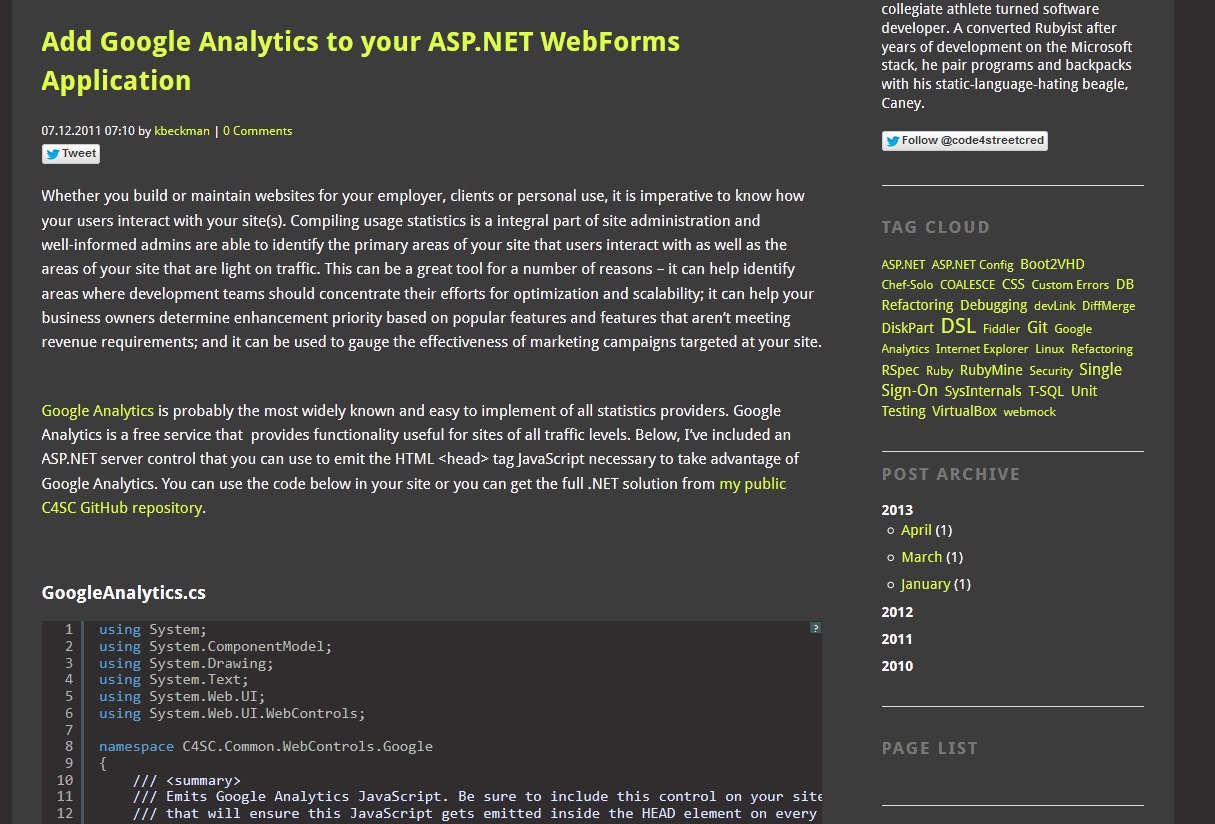 Add Google Analytics to your ASP.NET WebForms
Application
07.12.2011 07:10 by kbeckman | 0 Comments
Tweet
Whether you build or maintain websites for your employer, clients or personal use, it is imperative to know how
your users interact with your site(s). Compiling usage statistics is a integral part of site administration and
well-informed admins are able to identify the primary areas of your site that users interact with as well as the
areas of your site that are light on traffic. This can be a great tool for a number of reasons – it can help identify
areas where development teams should concentrate their efforts for optimization and scalability; it can help your
business owners determine enhancement priority based on popular features and features that aren’t meeting
revenue requirements; and it can be used to gauge the effectiveness of marketing campaigns targeted at your site.
Google Analytics is probably the most widely known and easy to implement of all statistics providers. Google
Analytics is a free service that  provides functionality useful for sites of all traffic levels. Below, I’ve included an
ASP.NET server control that you can use to emit the HTML <head> tag JavaScript necessary to take advantage of
Google Analytics. You can use the code below in your site or you can get the full .NET solution from my public
C4SC GitHub repository.
GoogleAnalytics.cs
?
1 using System;
2 using System.ComponentModel;
3 using System.Drawing;
4 using System.Text;
5 using System.Web.UI;
6 using System.Web.UI.WebControls;
7
8 namespace C4SC.Common.WebControls.Google
9 {
10     /// <summary>
11     /// Emits Google Analytics JavaScript. Be sure to include this control on your site
12     /// that will ensure this JavaScript gets emitted inside the HEAD element on every
collegiate athlete turned software
developer. A converted Rubyist after
years of development on the Microsoft
stack, he pair programs and backpacks
with his static-language-hating beagle,
Caney.
Follow @code4streetcred
TAG CLOUD
ASP.NET ASP.NET Config Boot2VHD
Chef-Solo COALESCE CSS Custom Errors DB
Refactoring Debugging devLink DiffMerge
DiskPart DSL Fiddler Git Google
Analytics Internet Explorer Linux Refactoring
RSpec Ruby RubyMine Security Single
Sign-On SysInternals T-SQL Unit
Testing VirtualBox webmock
POST ARCHIVE
2013
April (1)
March (1)
January (1)
2012
2011
2010
PAGE LIST